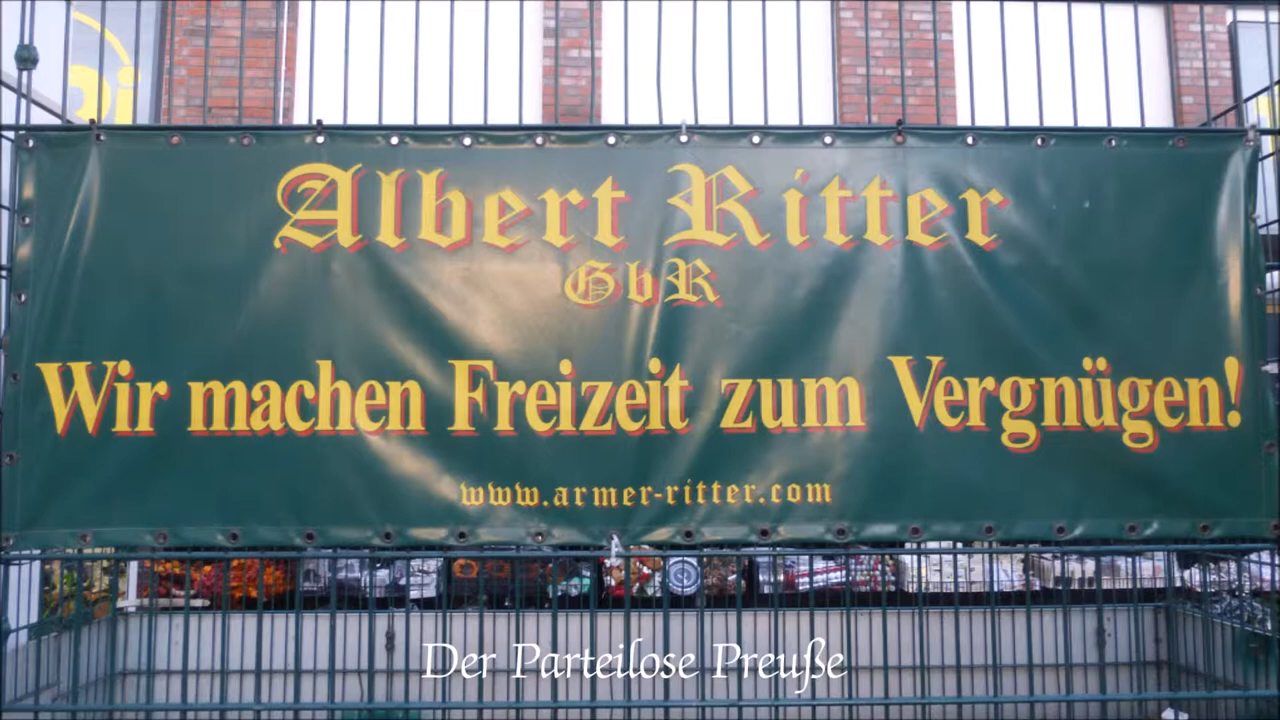 Albert Ritter
GbR
Wir machen Freizeit zum Vergnügen!
www.armer-ritter.com
Der Parteilose Preuße